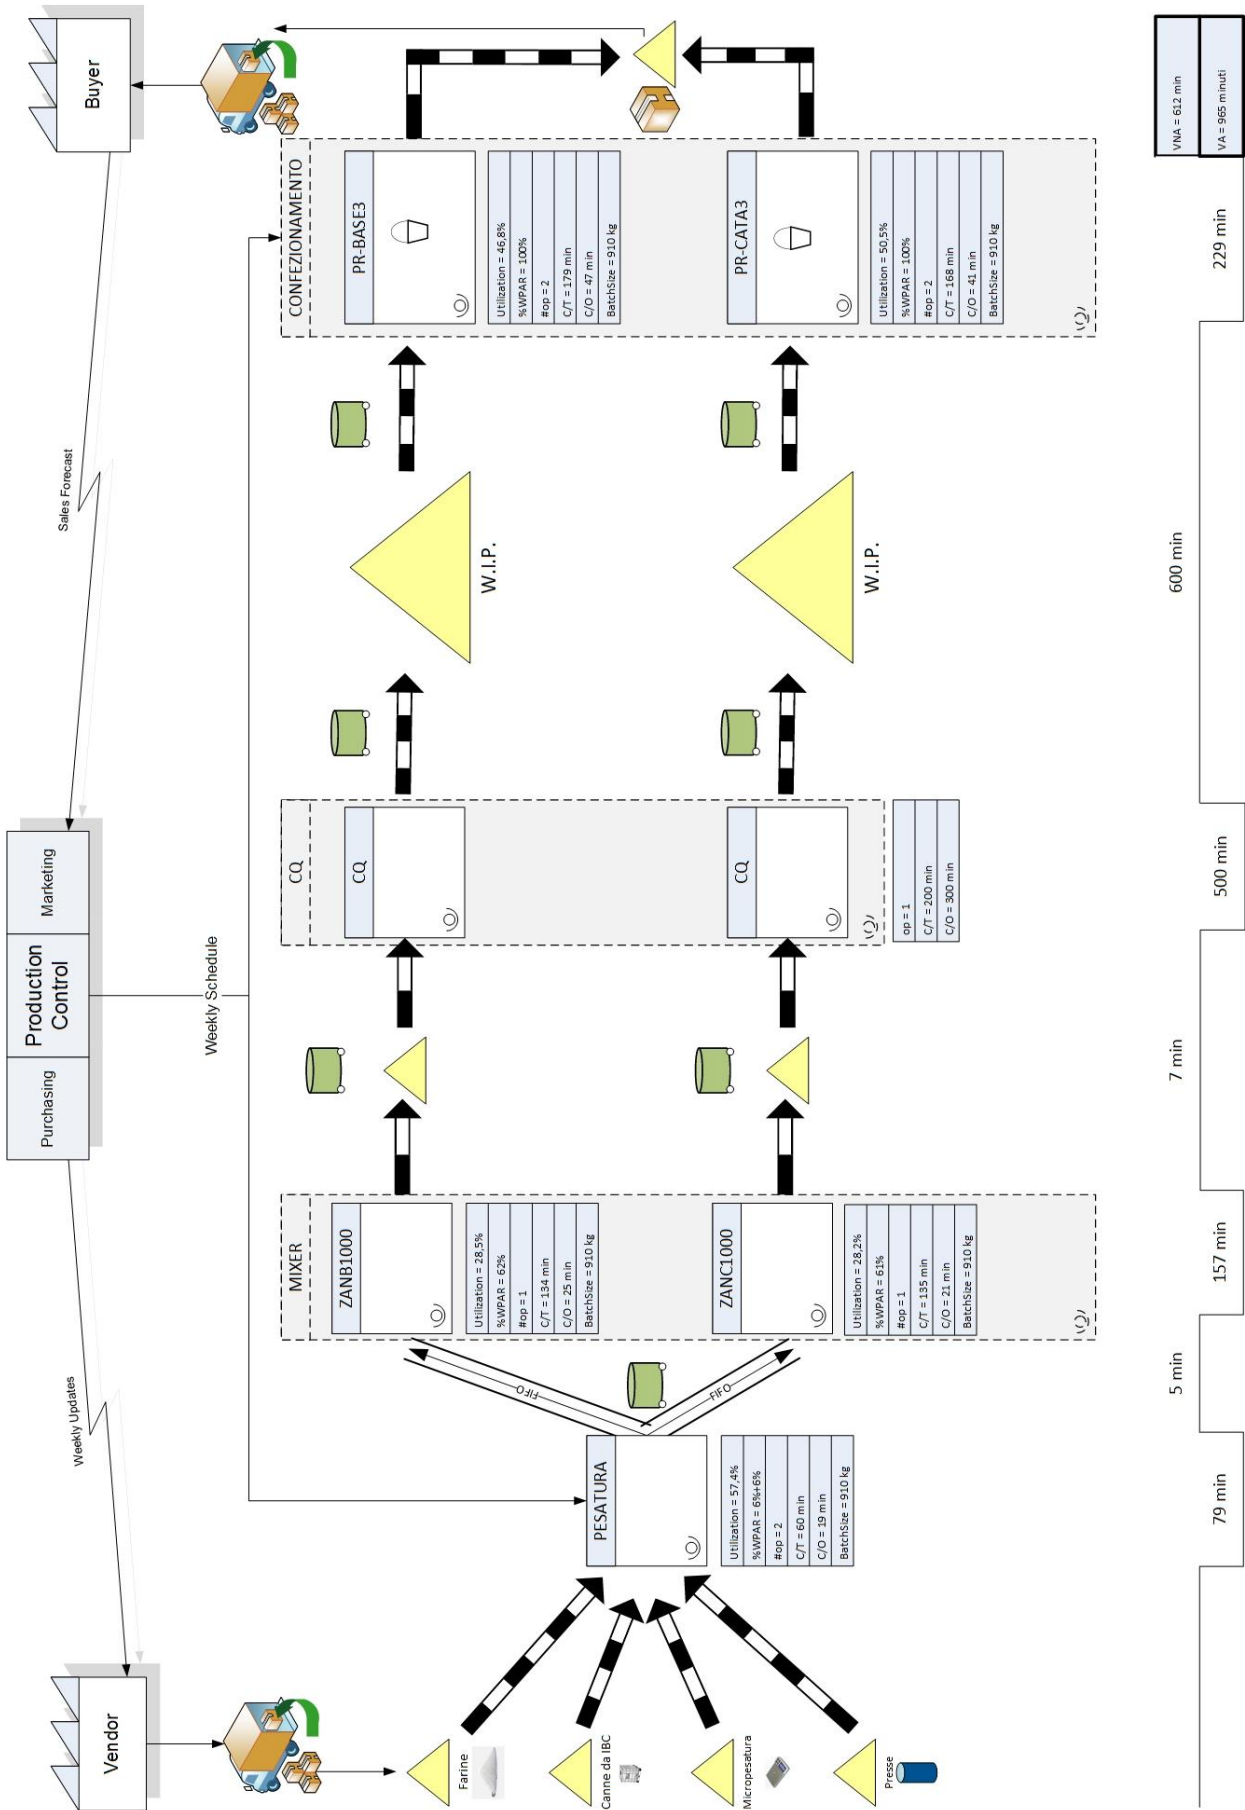 Vendor
Weekly Updates
Purchasing
Production
Control
Marketing
Sales Forecast
Buyer
Weekly Schedule
Farine
Canne da IBC
Micropesatura
Presse
PESATURA
Utilization = 57,4%
%WPAR = 6%+6%
#op = 2
C/T = 60 min
C/O = 19 min
BatchSize = 910 kg
FIFO
FIFO
MIXER
ZANB1000
Utilization = 28,5%
%WPAR = 62%
#op = 1
C/T = 134 min
C/O = 25 min
BatchSize = 910 kg
ZANC1000
Utilization = 28,2%
%WPAR = 61%
#op = 1
C/T = 135 min
C/O = 21 min
BatchSize = 910 kg
CQ
CQ
CQ
op = 1
C/T = 200 min
C/O = 300 min
W.I.P.
W.I.P.
CONFEZIONAMENTO
PR-BASE3
Utilization = 46,8%
%WPAR = 100%
#op = 2
C/T = 179 min
C/O = 47 min
BatchSize = 910 kg
PR-CATA3
Utilization = 50,5%
%WPAR = 100%
#op = 2
C/T = 168 min
C/O = 41 min
BatchSize = 910 kg
79 min
5 min
157 min
7 min
500 min
600 min
229 min
VNA = 612 min
VA = 965 minuti